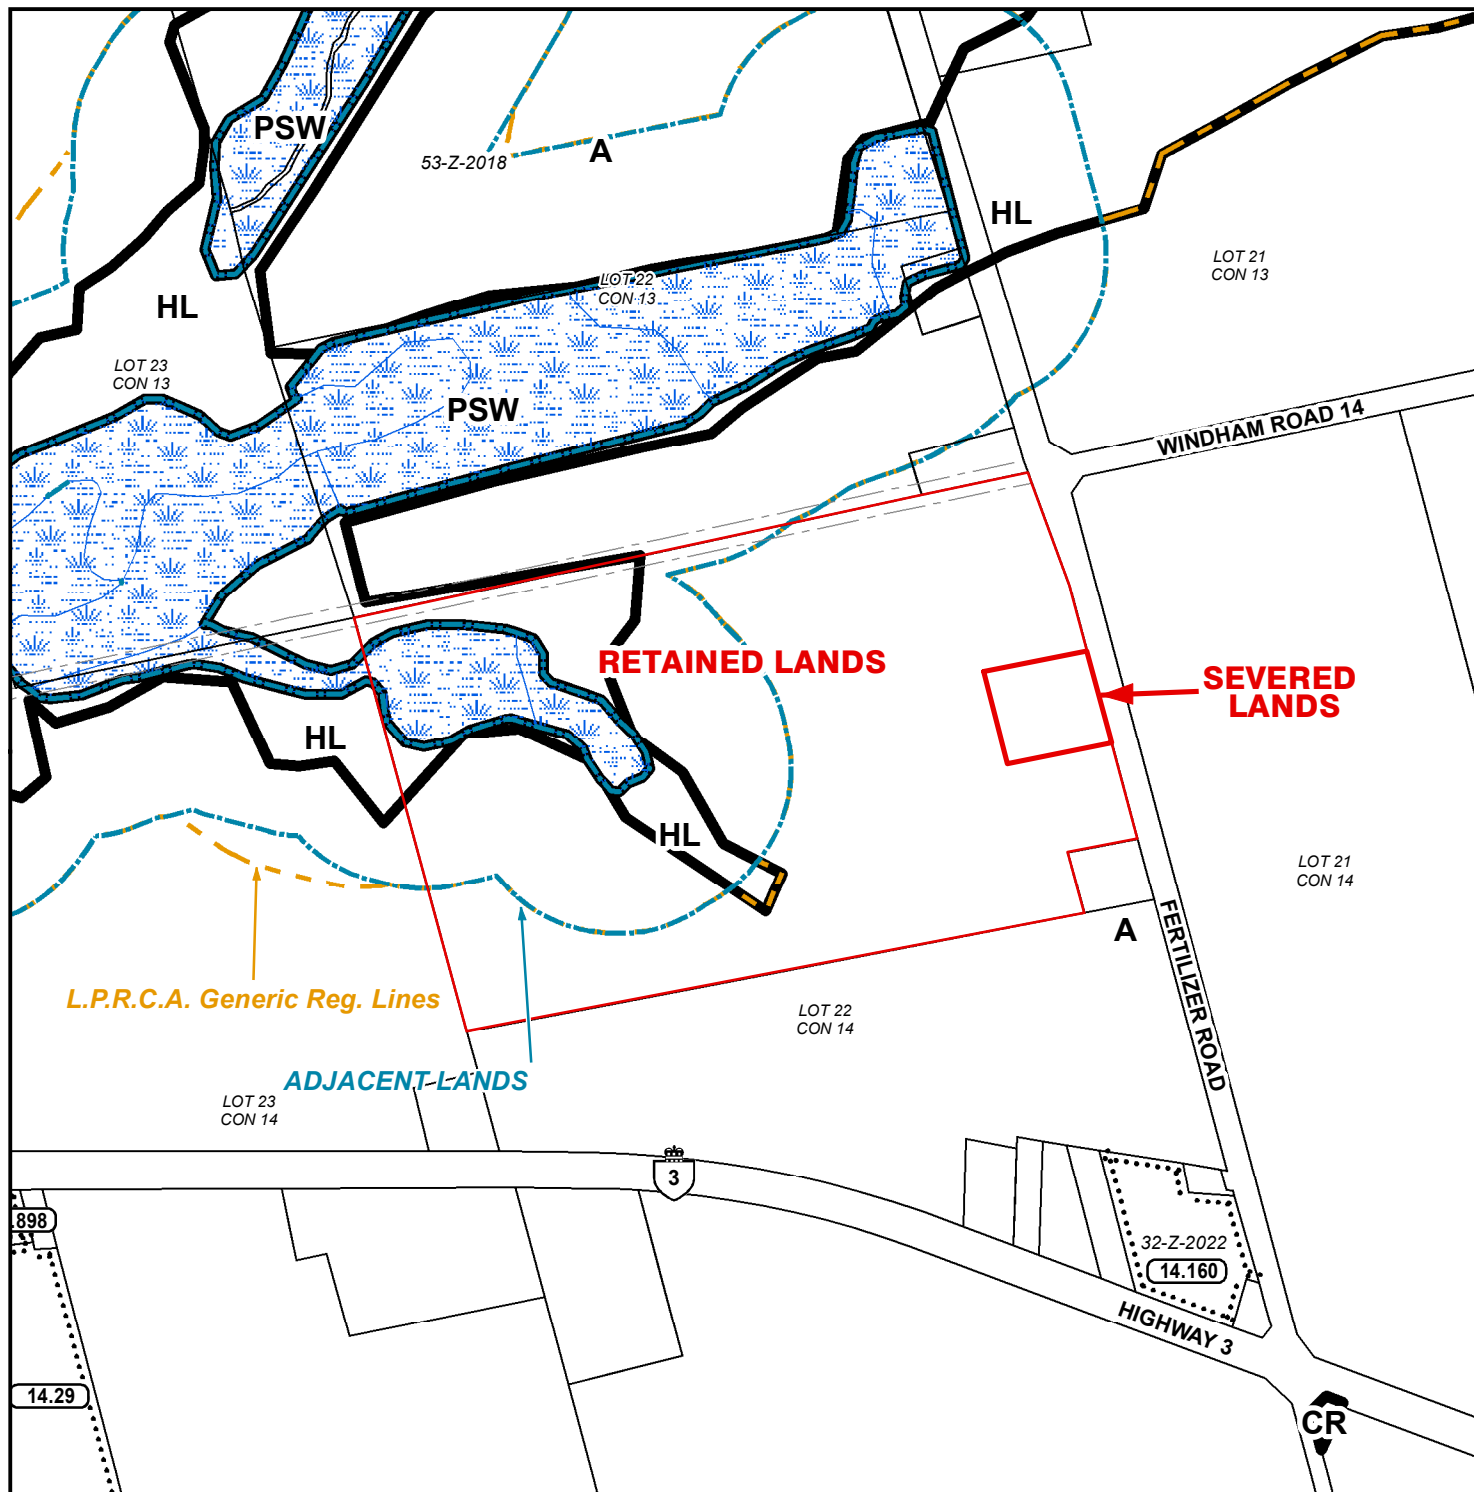 PSW
A
53-Z-2018
HL
LOT 21
CON 13
LOT 22
CON 13
HL
LOT 23
CON 13
PSW
WINDHAM ROAD 14
RETAINED LANDS
SEVERED
LANDS
HL
HL
LOT 21
CON 14
A
FERTILIZER ROAD
L.P.R.C.A. Generic Reg. Lines
LOT 22
CON 14
ADJACENT LANDS
LOT 23
CON 14
3
.898
32-Z-2022
14.160
HIGHWAY 3
14.29
CR